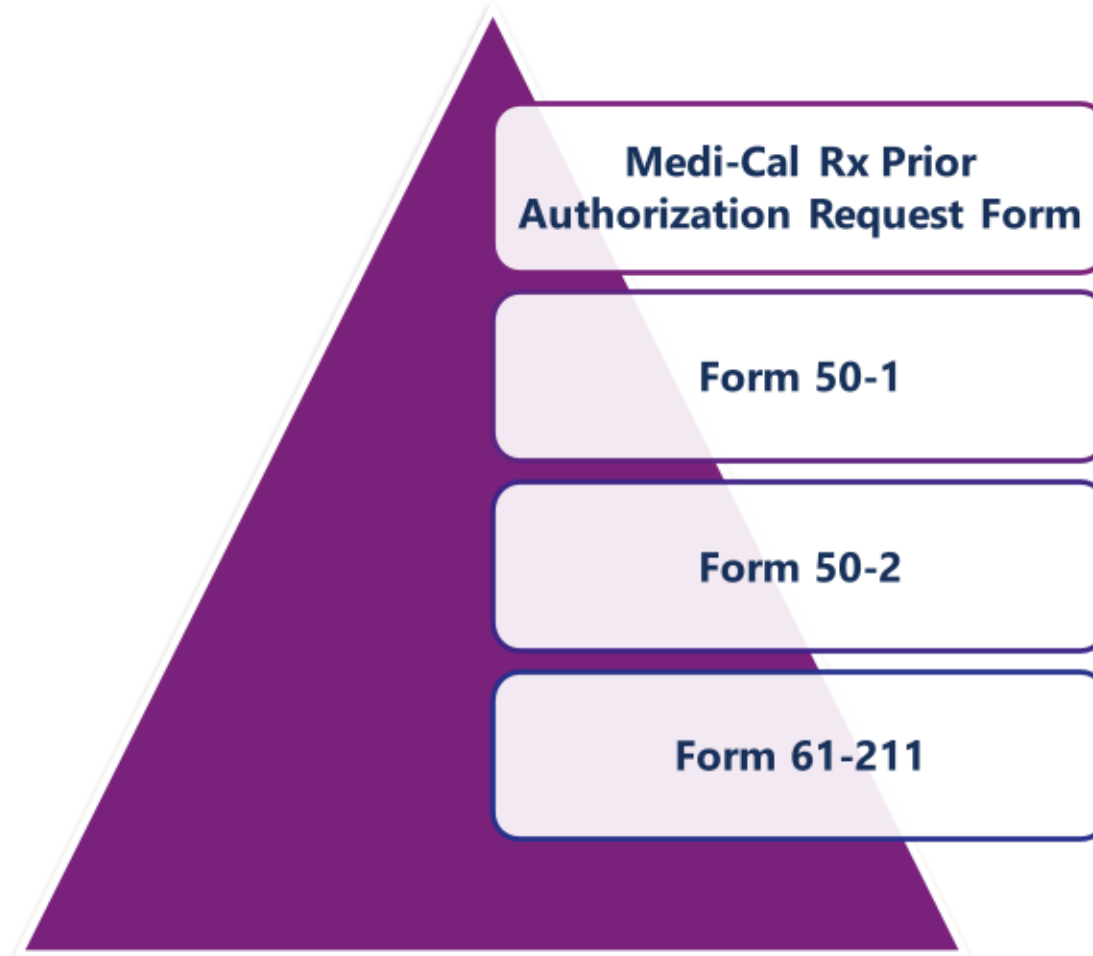 Medi-Cal Rx Prior
Authorization Request Form
Form 50-1
Form 50-2
Form 61-211